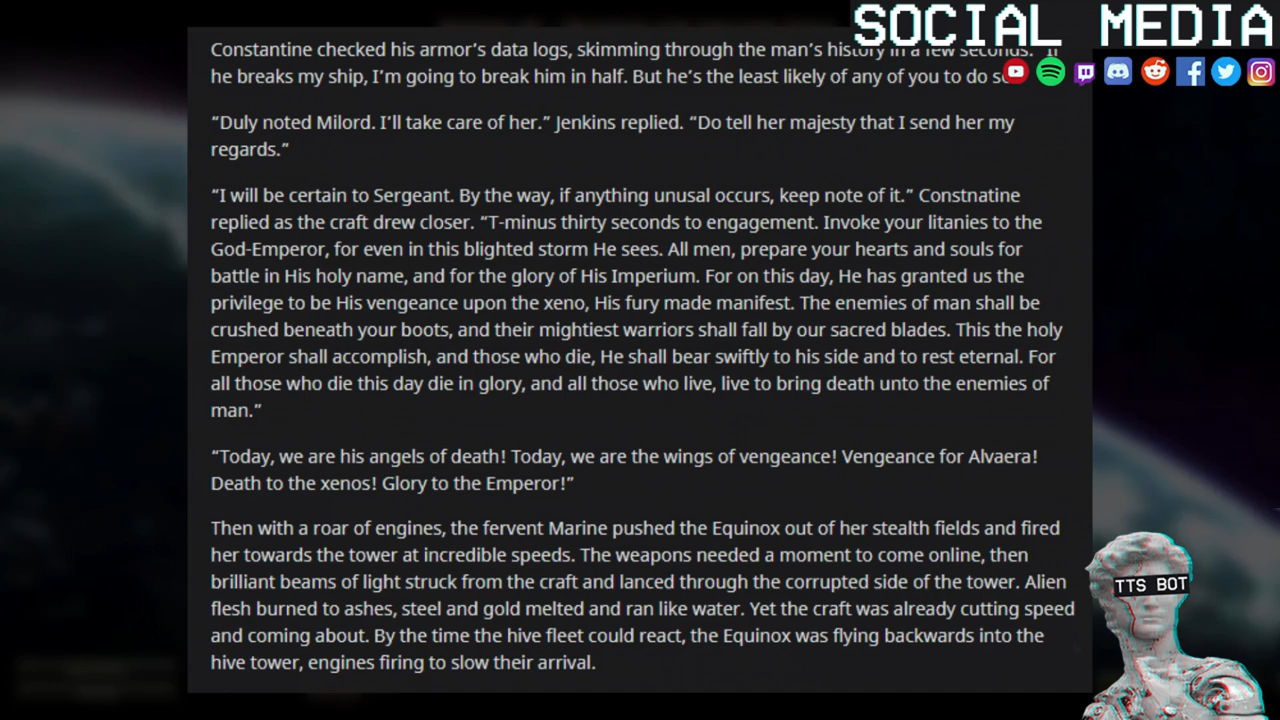 SOCIAL MEDIA
Constantine checked his armor’s data logs, skimming through the man’s history in a few seconds. “If
he breaks my ship, I’m going to break him in half. But he’s the least likely of any of you to do
“Duly noted Milord. I’ll take care of her.” Jenkins replied. “Do tell her majesty that I send her my
regards.”
“I will be certain to Sergeant. By the way, if anything unusal occurs, keep note of it.” Constnatine
replied as the craft drew closer. “T-minus thirty seconds to engagement. Invoke your litanies to the
God-Emperor, for even in this blighted storm He sees. All men, prepare your hearts and souls for
battle in His holy name, and for the glory of His Imperium. For on this day, He has granted us the
privilege to be His vengeance upon the xeno, His fury made manifest. The enemies of man shall be
crushed beneath your boots, and their mightiest warriors shall fall by our sacred blades. This the holy
Emperor shall accomplish, and those who die, He shall bear swiftly to his side and to rest eternal. For
all those who die this day die in glory, and all those who live, live to bring death unto the enemies of
man.”
“Today, we are his angels of death! Today, we are the wings of vengeance! Vengeance for Alvaera!
Death to the xenos! Glory to the Emperor!”
Then with a roar of engines, the fervent Marine pushed the Equinox out of her stealth fields and fired
her towards the tower at incredible speeds. The weapons needed a moment to come online, then
brilliant beams of light struck from the craft and lanced through the corrupted side of the tower. Alien
flesh burned to ashes, steel and gold melted and ran like water. Yet the craft was already cutting speed
and coming about. By the time the hive fleet could react, the Equinox was flying backwards into the
hive tower, engines firing to slow their arrival.
TTS BOT